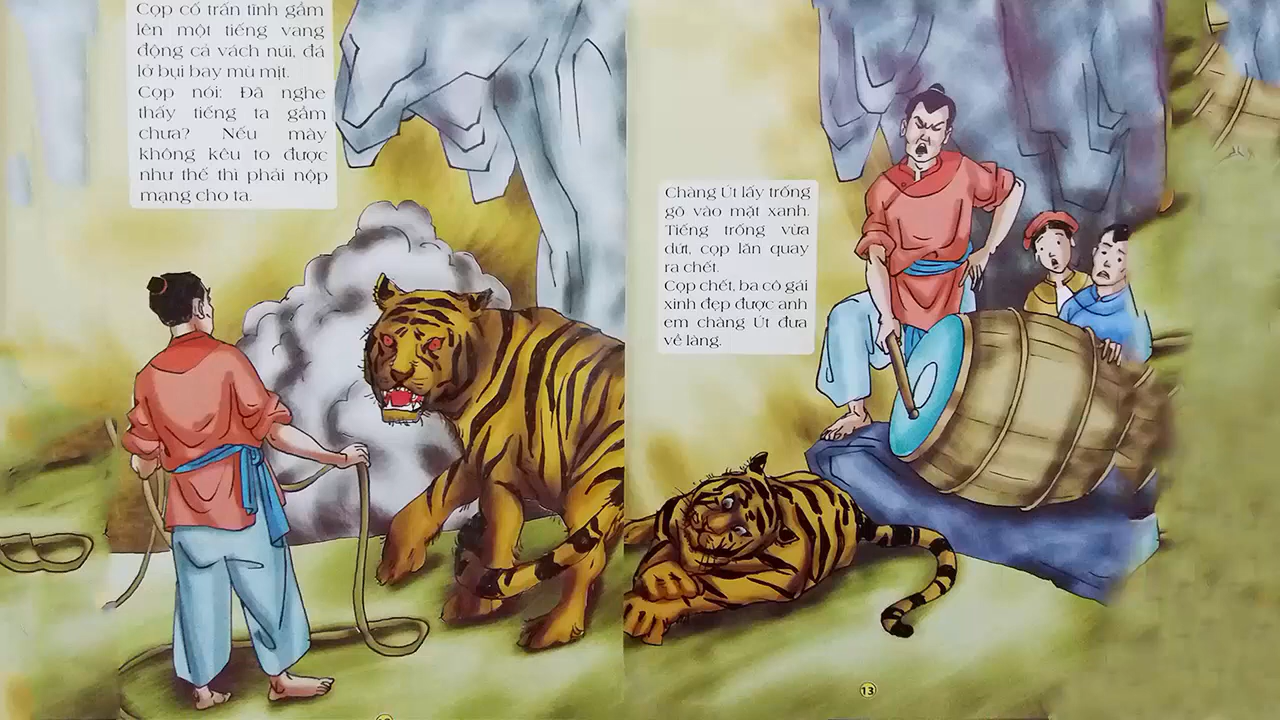 Cọp cố trấn tĩnh gầm
lên một tiếng vang
động cả vách núi, đá
lở bụi bay mù mịt.
Cọp nói: Đã nghe
thấy tiếng ta gầm
chưa? Nếu mày
không kêu to được
như thế thì phải nộp
mạng cho ta.
Chàng Út lấy trống
gõ vào mặt xanh.
Tiếng trống vừa
dứt, cọp lăn quay
ra chết.
Cọp chết, ba cô gái
xinh đẹp được anh
em chàng Út đưa
về làng.
13